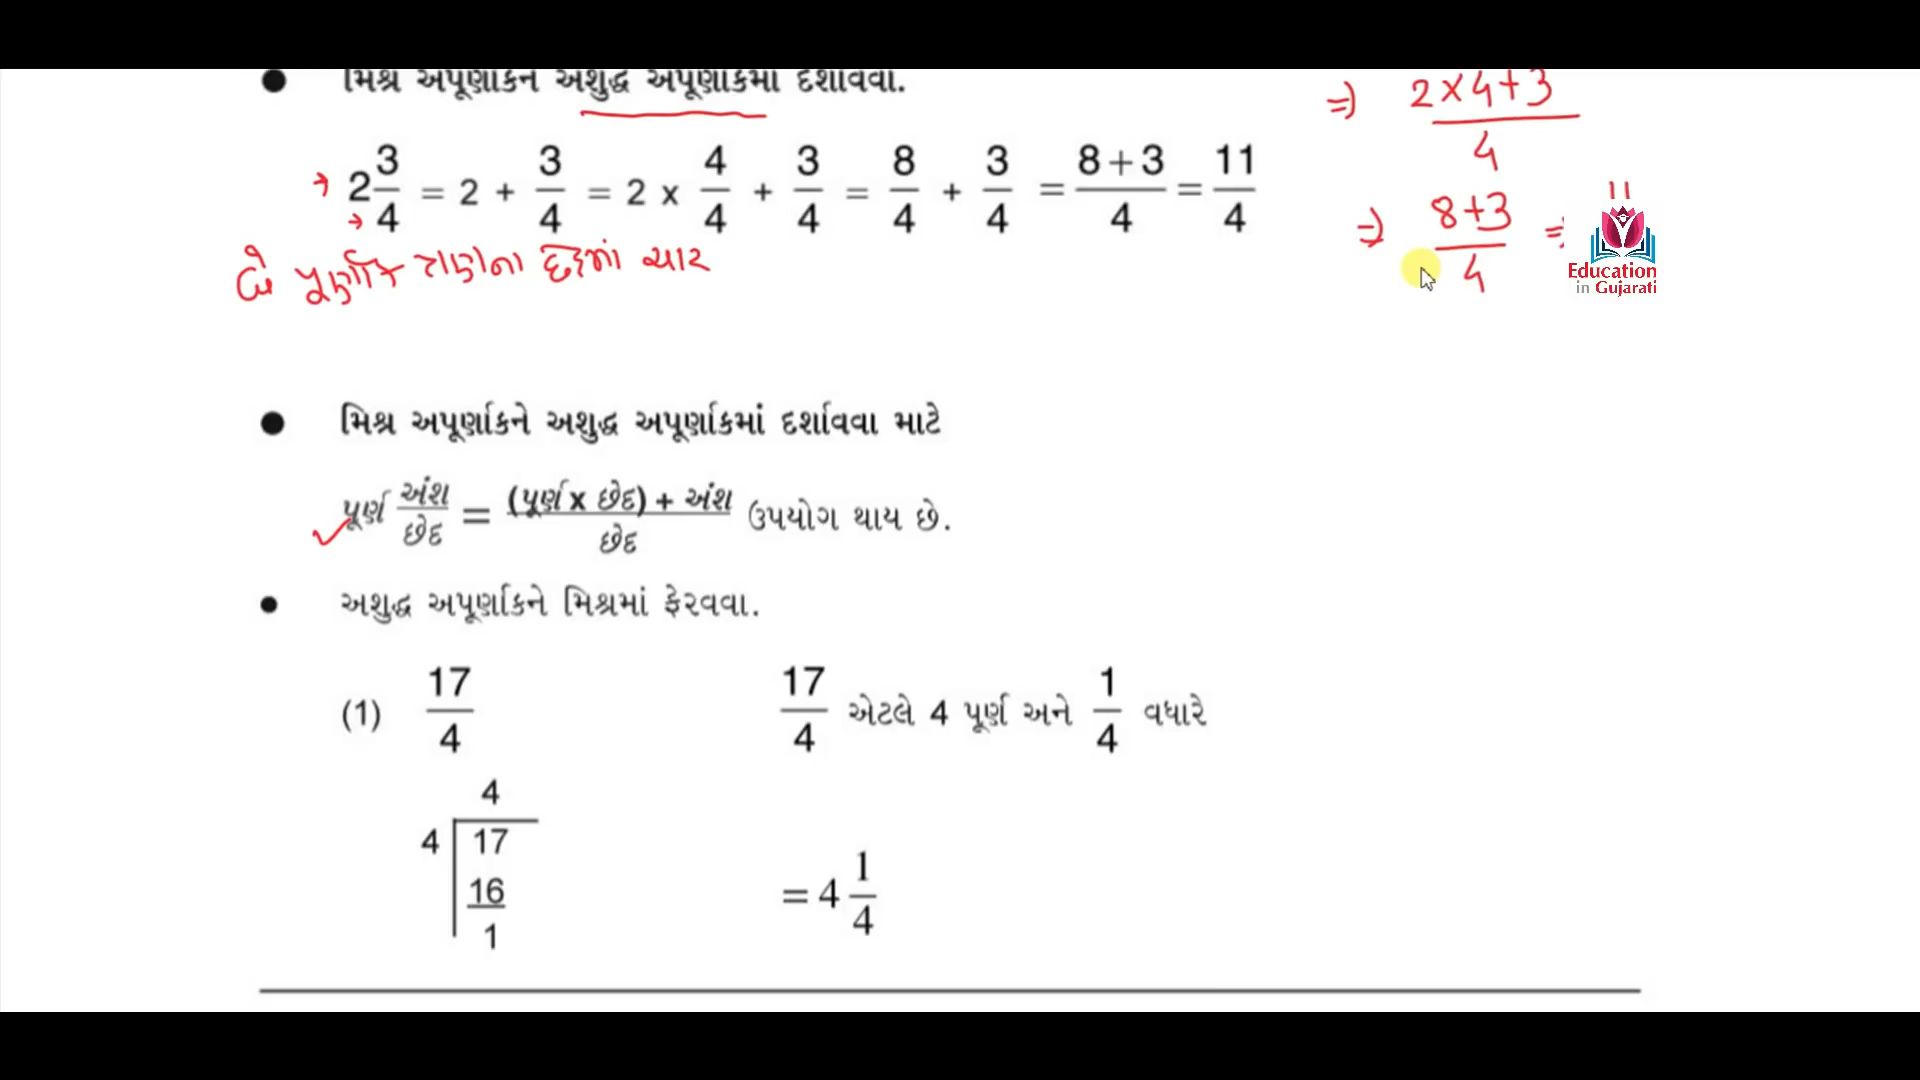 ● મિશ્ર અપૂર્ણાંકને અશુદ્ધ અપૂર્ણાંકમાં દર્શાવવા.
⇒ (2×4+3)/4
→ 2 3/4 = 2 + 3/4 = 2 x 4/4 + 3/4 = 8/4 + 3/4 = (8+3)/4 = 11/4
⇒ (8+3)/4 ⇒ 11
બે પૂર્ણાંક ત્રણના છેદમાં ચાર
Education
in Gujarati
● મિશ્ર અપૂર્ણાંકને અશુદ્ધ અપૂર્ણાંકમાં દર્શાવવા માટે
પૂર્ણ અંશ/છેદ = ((પૂર્ણ x છેદ) + અંશ)/છેદ ઉપયોગ થાય છે.
● અશુદ્ધ અપૂર્ણાંકને મિશ્રમાં ફેરવવા.
(1) 17/4 17/4 એટલે 4 પૂર્ણ અને 1/4 વધારે
4
4 17
16
1
= 4 1/4